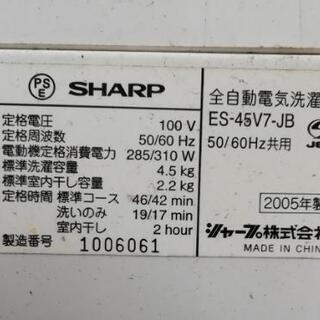 PSE SHARP
定格電圧 100 V
定格周波数 50/60 Hz
電動機定格消費電力 285/310 W
標準洗濯容量 4.5 kg
標準室内干し容量 2.2 kg
定格時間 標準コース 46/42 min
洗いのみ 19/17 min
室内干し 2 hour
製造番号 1006061
全自動電気洗濯
ES-45V7-JB
50/60Hz共用
2005年製
シャープ株式会社
MADE IN CHIN